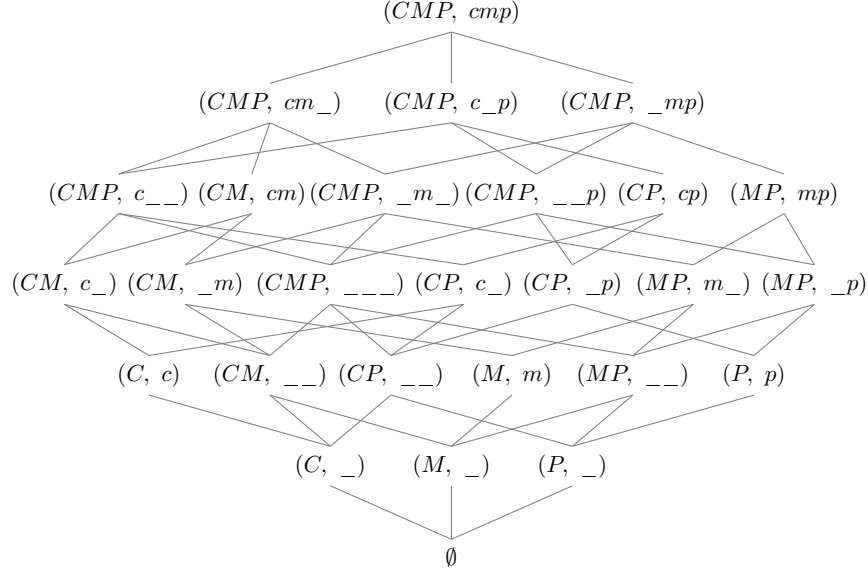 (CMP, cmp)
(CMP, cm_) (CMP, c_p) (CMP, _mp)
(CMP, c__) (CM, cm) (CMP, _m_) (CMP, __p) (CP, cp) (MP, mp)
(CM, c_) (CM, _m) (CMP, ___) (CP, c_) (CP, _p) (MP, m_) (MP, _p)
(C, c) (CM, __) (CP, __) (M, m) (MP, __) (P, p)
(C, _) (M, _) (P, _)
∅